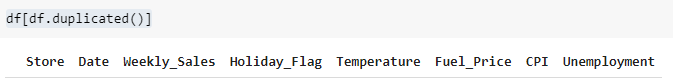 df[df.duplicated()]
Store Date Weekly_Sales Holiday_Flag Temperature Fuel_Price CPI Unemployment